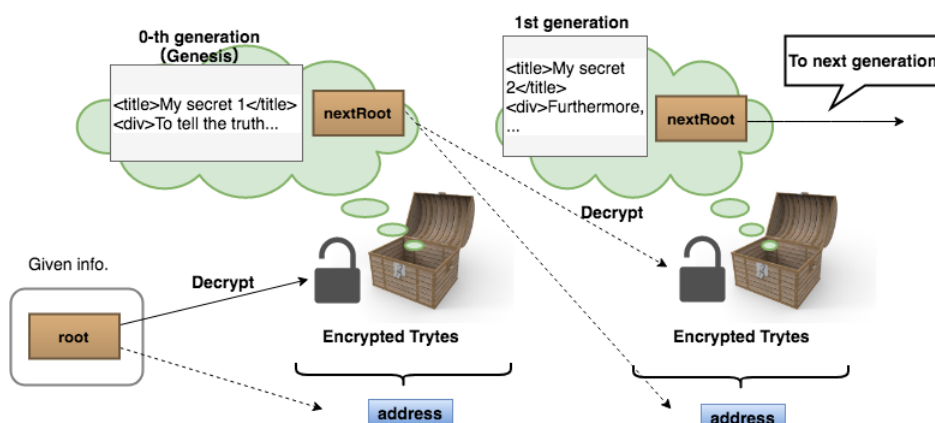 0-th generation
(Genesis)
<title>My secret 1</title>
<div>To tell the truth...
nextRoot
1st generation
<title>My secret
2</title>
<div>Furthermore,
...
nextRoot
To next generation
Decrypt
Given info.
Decrypt
root
Encrypted Trytes
Encrypted Trytes
address
address